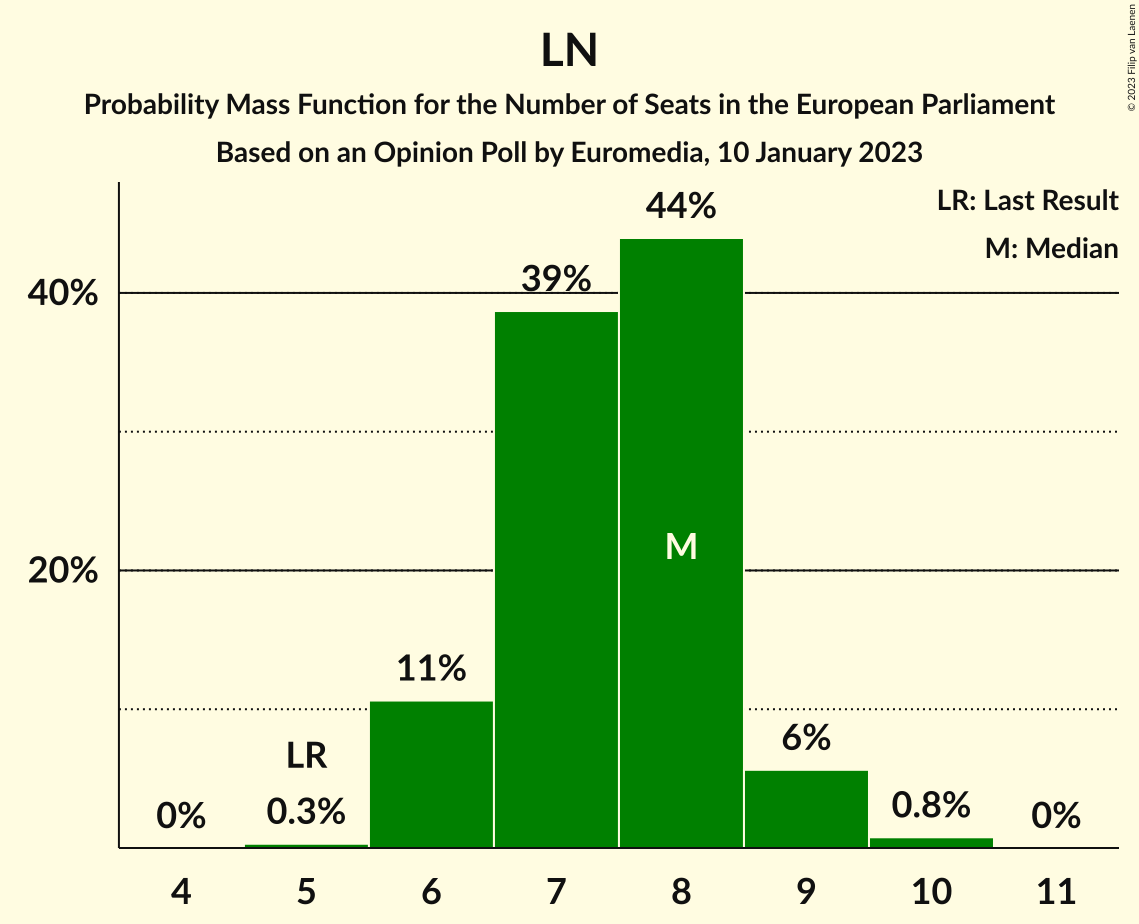 © 2023 Filip van Laenen
LN
Probability Mass Function for the Number of Seats in the European Parliament
Based on an Opinion Poll by Euromedia, 10 January 2023
LR: Last Result
M: Median
44%
39%
40%
M
20%
11%
6%
LR
0%
0.3%
0.8%
0%
4 5 6 7 8 9 10 11